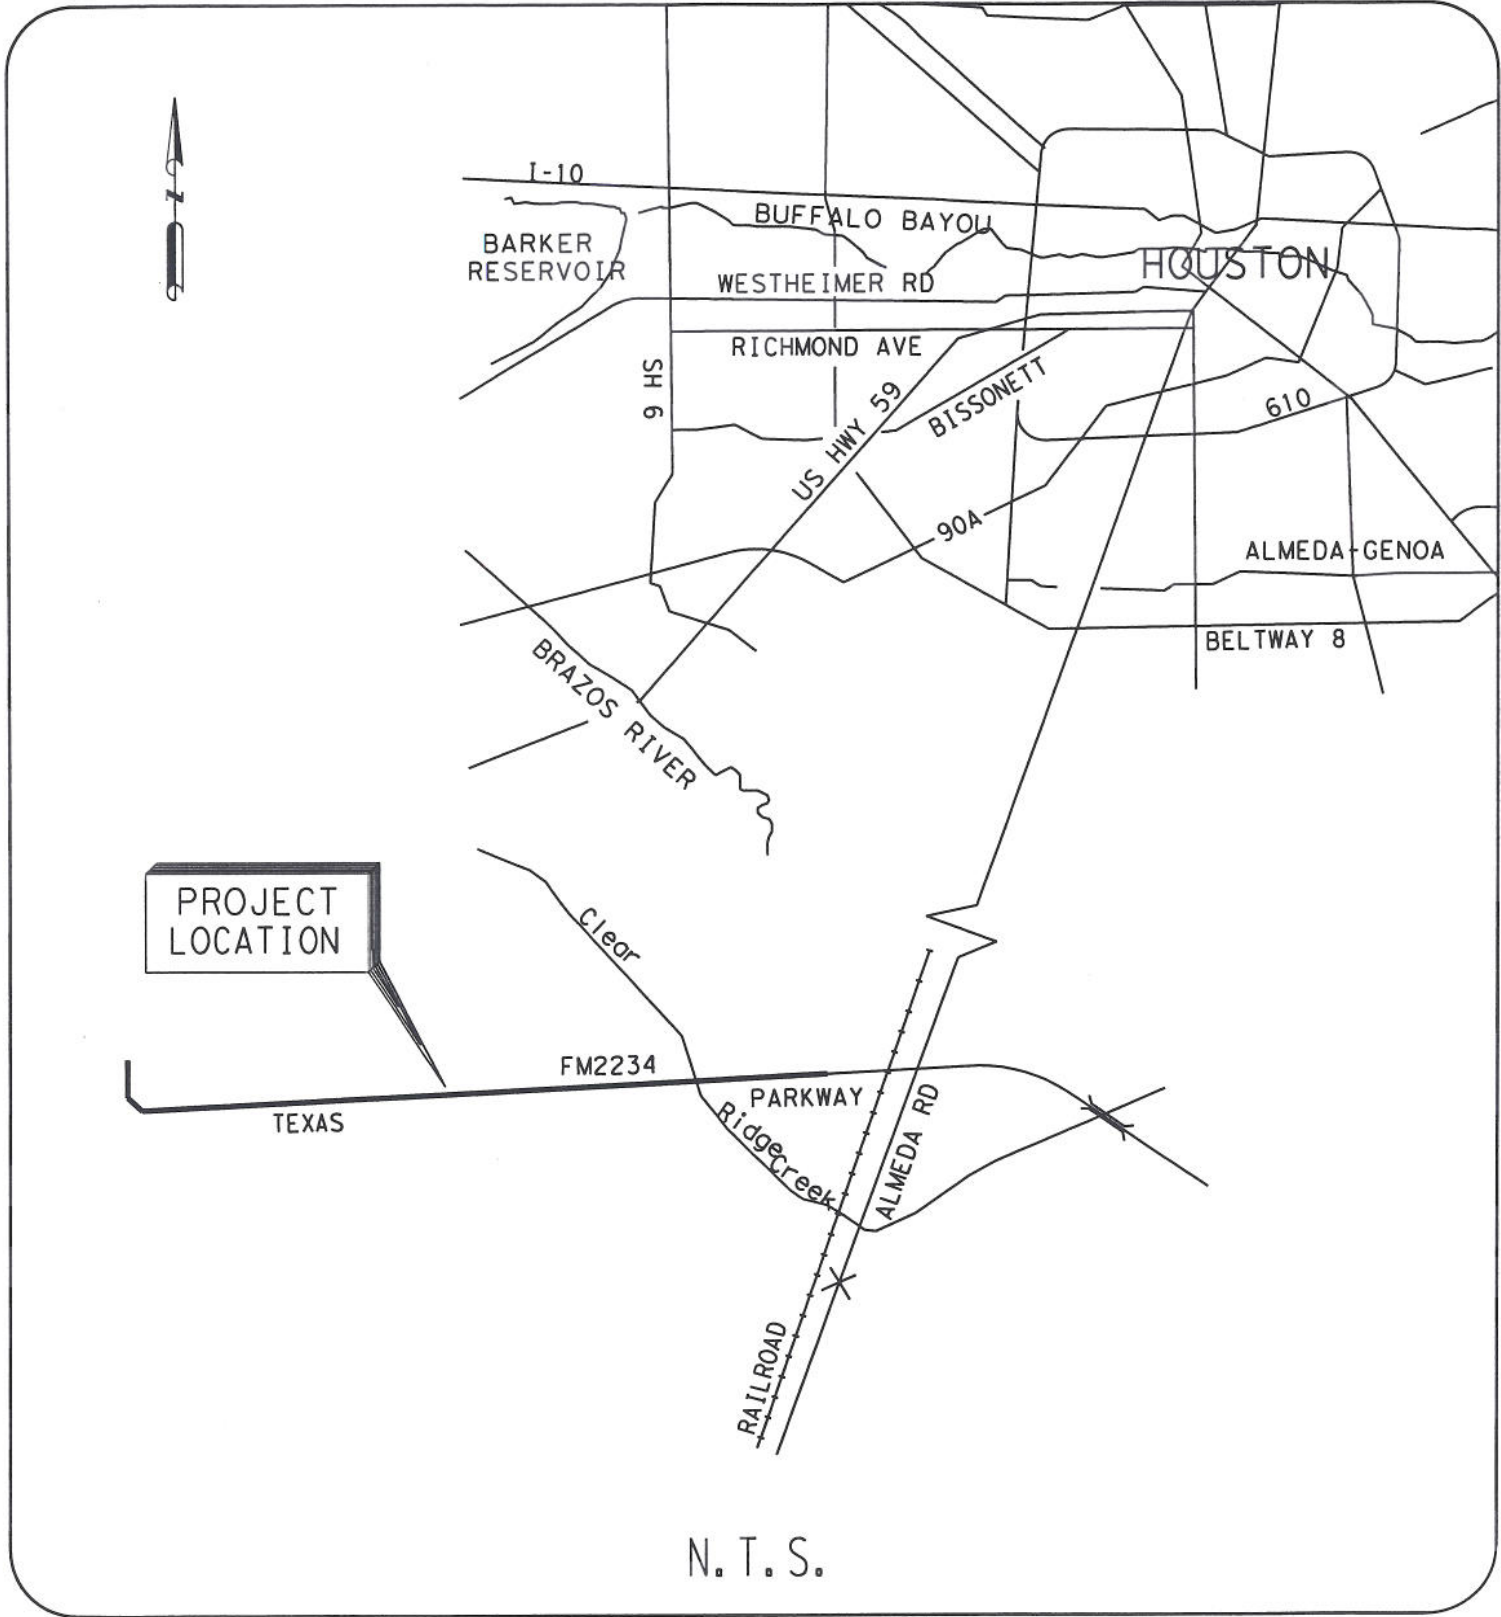 N
I-10
BUFFALO BAYOU
BARKER
RESERVOIR
HOUSTON
WESTHEIMER RD
RICHMOND AVE
SH 6
US HWY 59
BISSONETT
610
90A
ALMEDA-GENOA
BELTWAY 8
BRAZOS RIVER
PROJECT
LOCATION
Clear
FM2234
TEXAS
PARKWAY
Ridge
Creek
ALMEDA RD
RAILROAD
N.T.S.